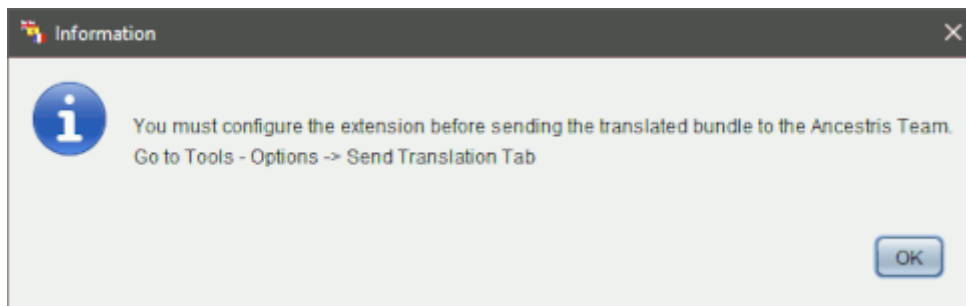 Information
You must configure the extension before sending the translated bundle to the Ancestris Team.
Go to Tools - Options -> Send Translation Tab
OK